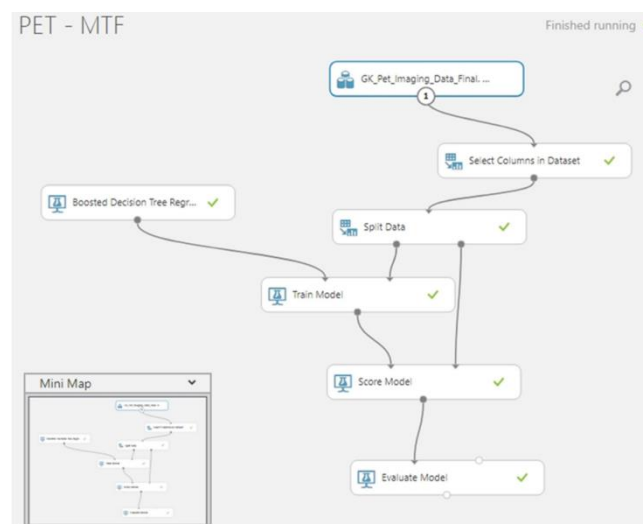 PET - MTF
Finished running
GK_Pet_Imaging_Data_Final. ...
1
Select Columns in Dataset
Boosted Decision Tree Regr...
Split Data
Train Model
Score Model
Mini Map
Evaluate Model